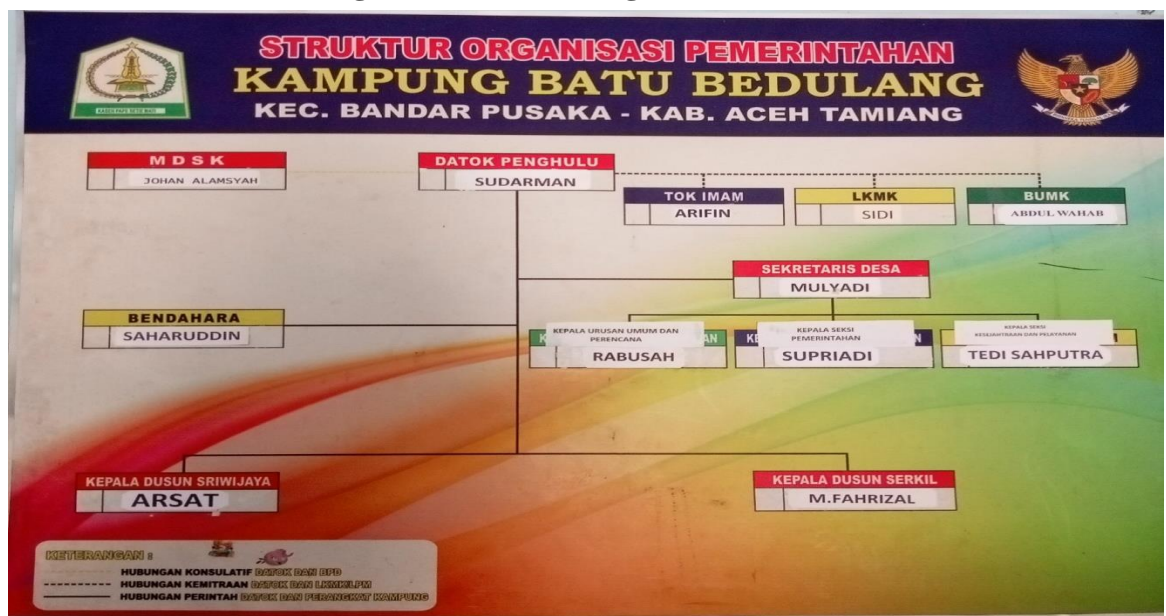 STRUKTUR ORGANISASI PEMERINTAHAN
KAMPUNG BATU BEDULANG
KEC. BANDAR PUSAKA - KAB. ACEH TAMIANG
M D S K
JOHAN ALAMSYAH
DATOK PENGHULU
SUDARMAN
TOK IMAM
ARIFIN
LKMK
SIDI
BUMK
ABDUL WAHAB
SEKRETARIS DESA
MULYADI
BENDAHARA
SAHARUDDIN
KEPALA URUSAN UMUM DAN
PERENCANA
RABUSAH
KEPALA SEKSI
PEMERINTAHAN
SUPRIADI
KEPALA SEKSI
KESEJAHTRAAN DAN PELAYANAN
TEDI SAHPUTRA
KEPALA DUSUN SRIWIJAYA
ARSAT
KEPALA DUSUN SERKIL
M.FAHRIZAL
KETERANGAN :
HUBUNGAN KONSULATIF DATOK DAN BPD
HUBUNGAN KEMITRAAN DATOK DAN LKMK/LPM
HUBUNGAN PERINTAH DATOK DAN PERANGKAT KAMPUNG